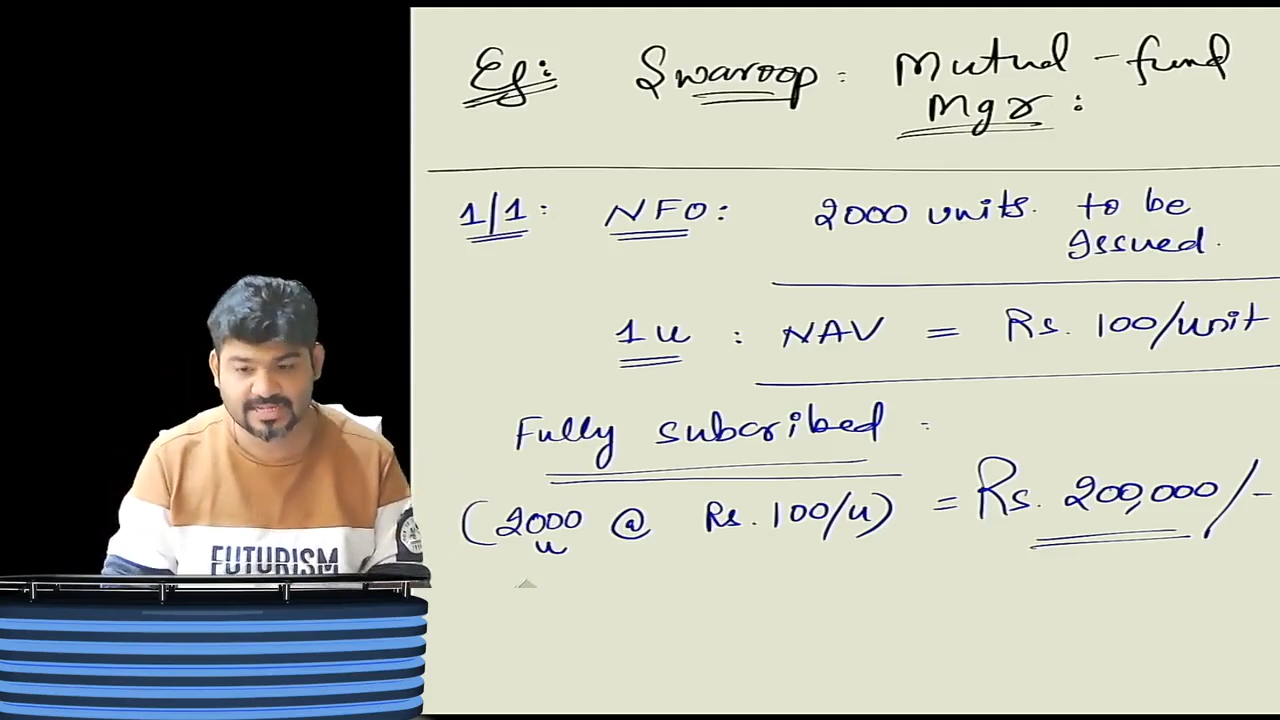 Eg: Swaroop: Mutual-fund
Mgr:
1/1: NFO: 2000 units. to be
Issued.
1 u : NAV = Rs. 100/unit
Fully subcribed :
(2000 @ Rs. 100/u) = Rs. 200,000/-
u
FUTURISM